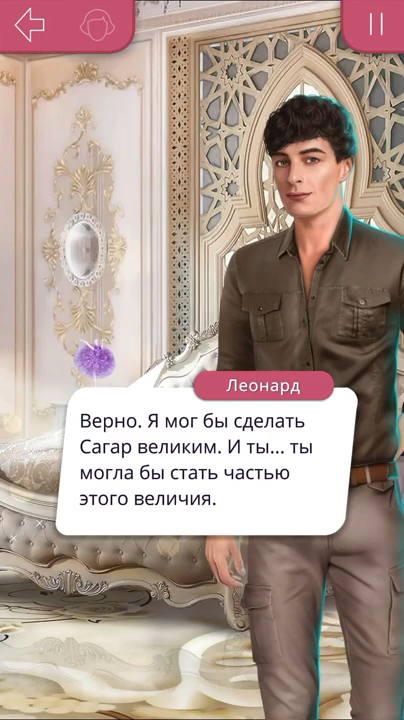 Леонард
Верно. Я мог бы сделать
Сагар великим. И ты... ты
могла бы стать частью
этого величия.